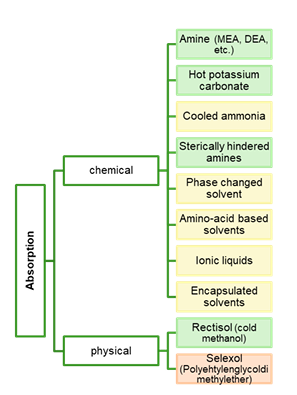 Absorption
chemical
Amine (MEA, DEA,
etc.)
Hot potassium
carbonate
Cooled ammonia
Sterically hindered
amines
Phase changed
solvent
Amino-acid based
solvents
Ionic liquids
Encapsulated
solvents
physical
Rectisol (cold
methanol)
Selexol
(Polyehtylenglycoldi
methylether)